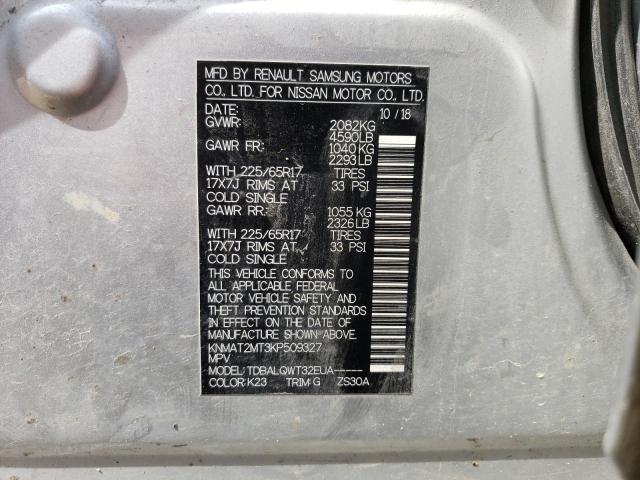 MFD BY RENAULT SAMSUNG MOTORS
CO., LTD. FOR NISSAN MOTOR CO., LTD.
DATE: 10 / 18
GVWR: 2082KG
4590LB
GAWR FR: 1040 KG
2293 LB
WITH 225/65R17 TIRES
17X7J RIMS AT 33 PSI
COLD SINGLE
GAWR RR: 1055 KG
2326 LB
WITH 225/65R17 TIRES
17X7J RIMS AT 33 PSI
COLD SINGLE
THIS VEHICLE CONFORMS TO
ALL APPLICABLE FEDERAL
MOTOR VEHICLE SAFETY AND
THEFT PREVENTION STANDARDS
IN EFFECT ON THE DATE OF
MANUFACTURE SHOWN ABOVE.
KNMAT2MT3KP509327
MPV
MODEL: TDBALQWT32EUA-----
COLOR: K23 TRIM: G ZS30A